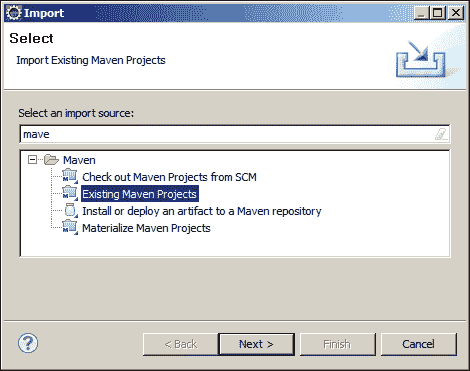 Import
Select
Import Existing Maven Projects
Select an import source:
mave
Maven
Check out Maven Projects from SCM
Existing Maven Projects
Install or deploy an artifact to a Maven repository
Materialize Maven Projects
< Back
Next >
Finish
Cancel